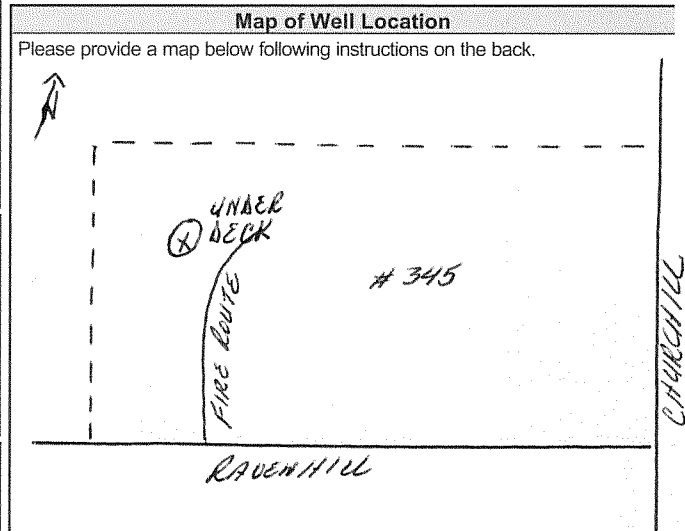 Map of Well Location
Please provide a map below following instructions on the back.
N
UNDER
DECK
X
# 345
FIRE ROUTE
CHURCHILL
RAVENHILL